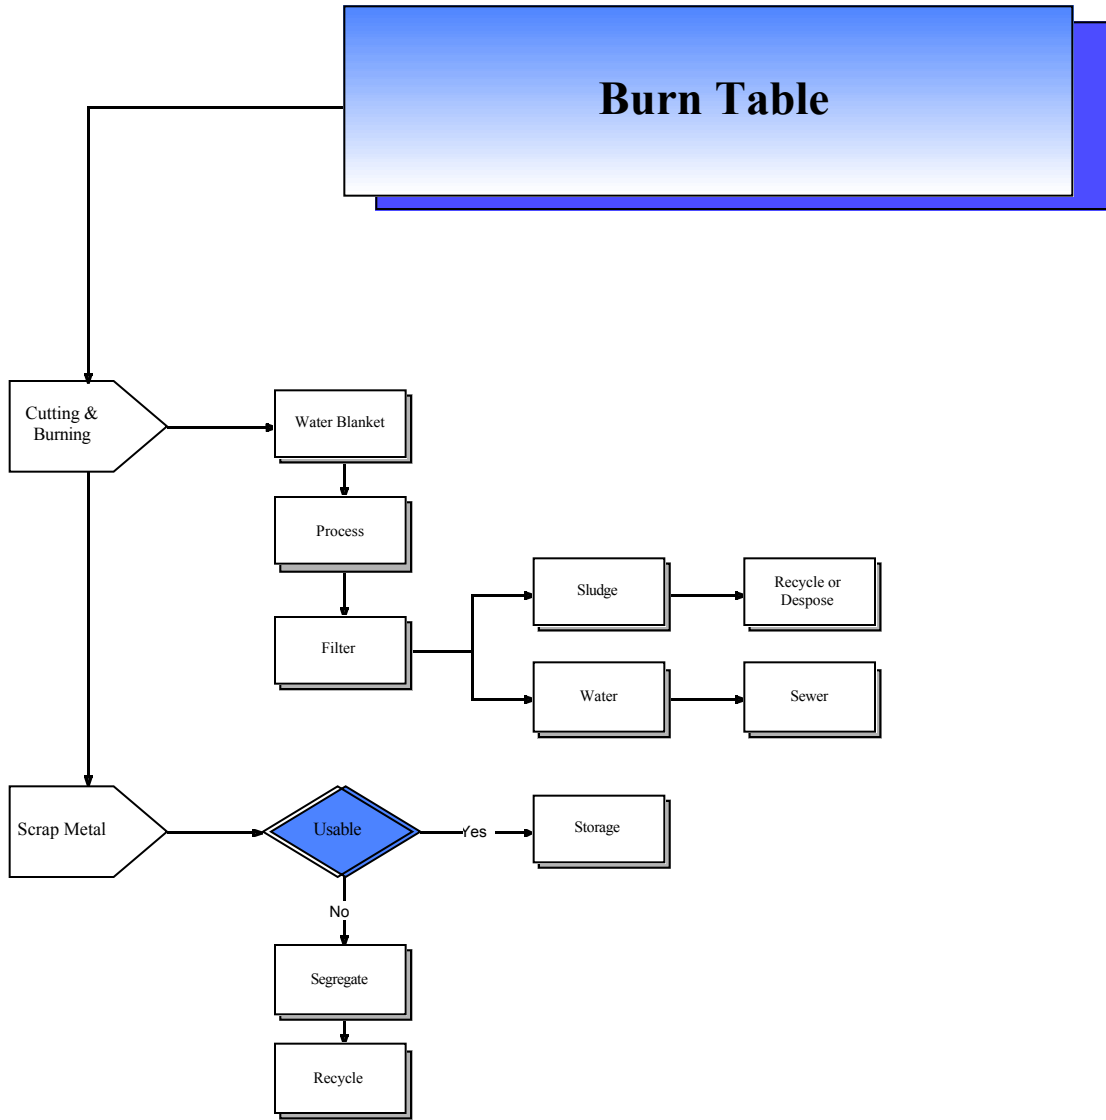 Burn Table
Cutting &
Burning
Water Blanket
Process
Filter
Sludge
Recycle or
Despose
Water
Sewer
Scrap Metal
Usable
Yes
Storage
No
Segregate
Recycle